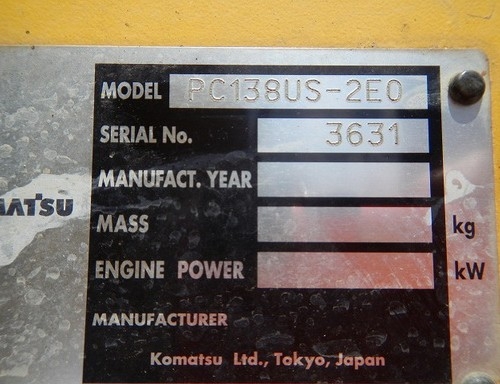 MODEL PC138US-2E0
SERIAL No. 3631
MANUFACT. YEAR
MATSU
MASS kg
ENGINE POWER kW
MANUFACTURER
Komatsu Ltd., Tokyo, Japan